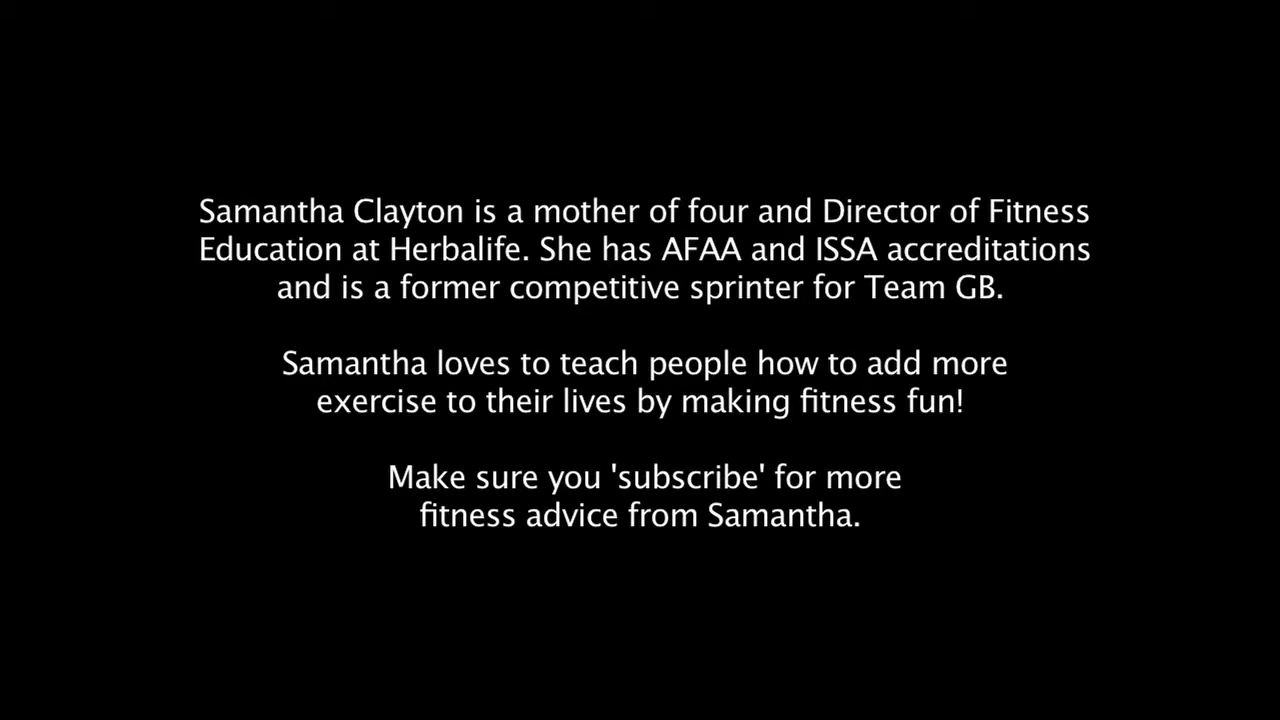 Samantha Clayton is a mother of four and Director of Fitness
Education at Herbalife. She has AFAA and ISSA accreditations
and is a former competitive sprinter for Team GB.
Samantha loves to teach people how to add more
exercise to their lives by making fitness fun!
Make sure you 'subscribe' for more
fitness advice from Samantha.